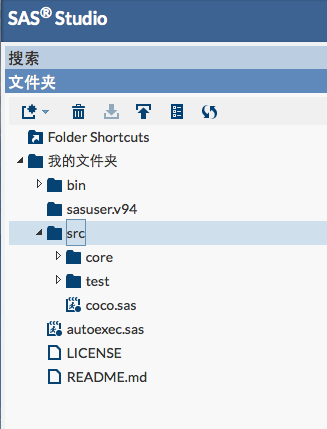 SAS® Studio
搜索
文件夹
Folder Shortcuts
我的文件夹
bin
sasuser.v94
src
core
test
coco.sas
autoexec.sas
LICENSE
README.md